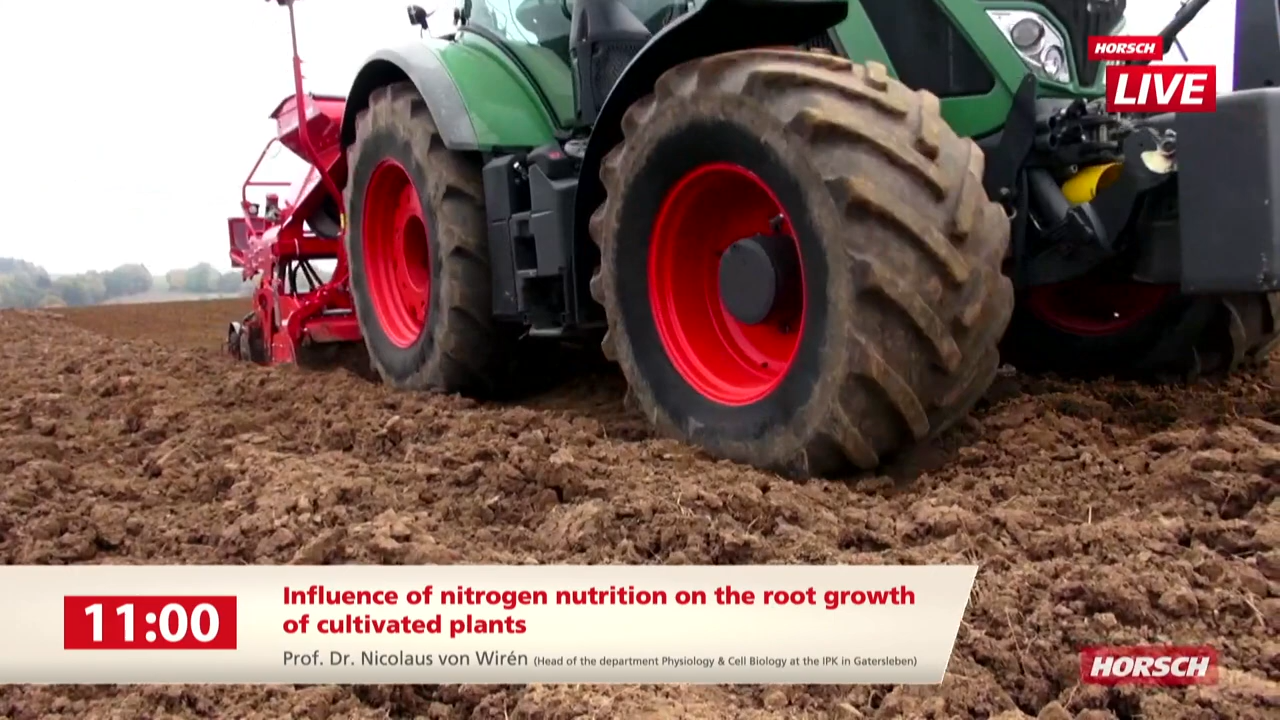 HORSCH
LIVE
11:00
Influence of nitrogen nutrition on the root growth
of cultivated plants
Prof. Dr. Nicolaus von Wirén (Head of the department Physiology & Cell Biology at the IPK in Gatersleben)
HORSCH